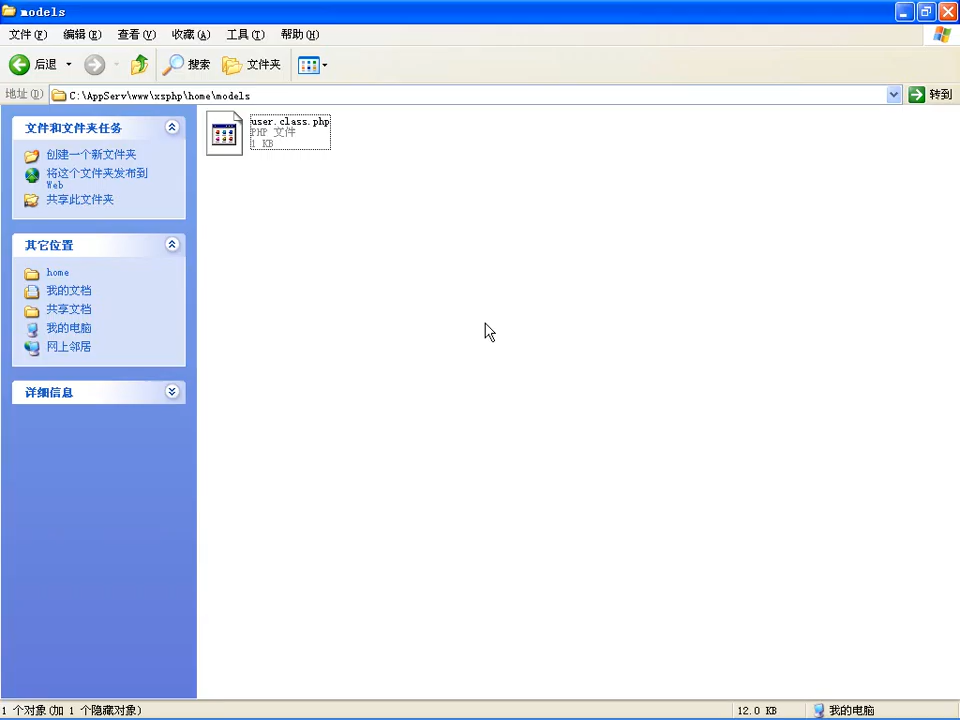 models
文件(F) 编辑(E) 查看(V) 收藏(A) 工具(T) 帮助(H)
后退 搜索 文件夹
地址(D) C:\AppServ\www\xsphp\home\models 转到
文件和文件夹任务
创建一个新文件夹
将这个文件夹发布到
Web
共享此文件夹
其它位置
home
我的文档
共享文档
我的电脑
网上邻居
详细信息
user.class.php
PHP 文件
1 KB
1 个对象(加 1 个隐藏对象) 12.0 KB 我的电脑